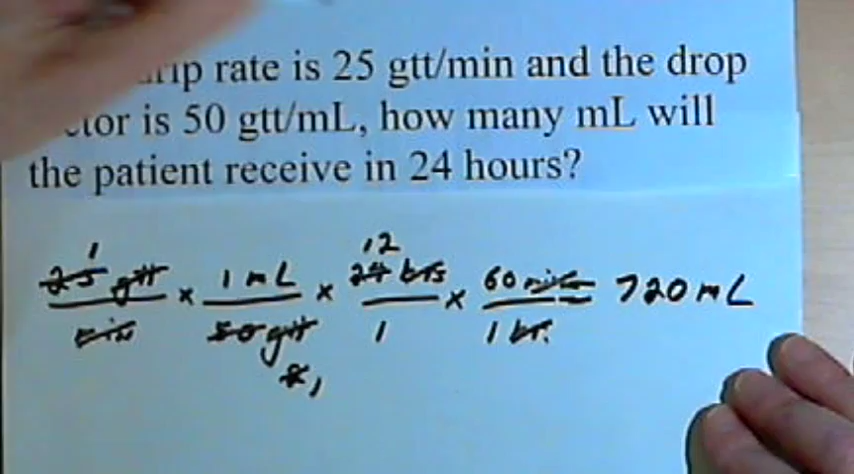 rip rate is 25 gtt/min and the drop
tor is 50 gtt/mL, how many mL will
the patient receive in 24 hours?
1 12
25 gtt × 1 mL × 24 hrs × 60 min = 720 mL
min 50 gtt 1 1 hr.
2 1